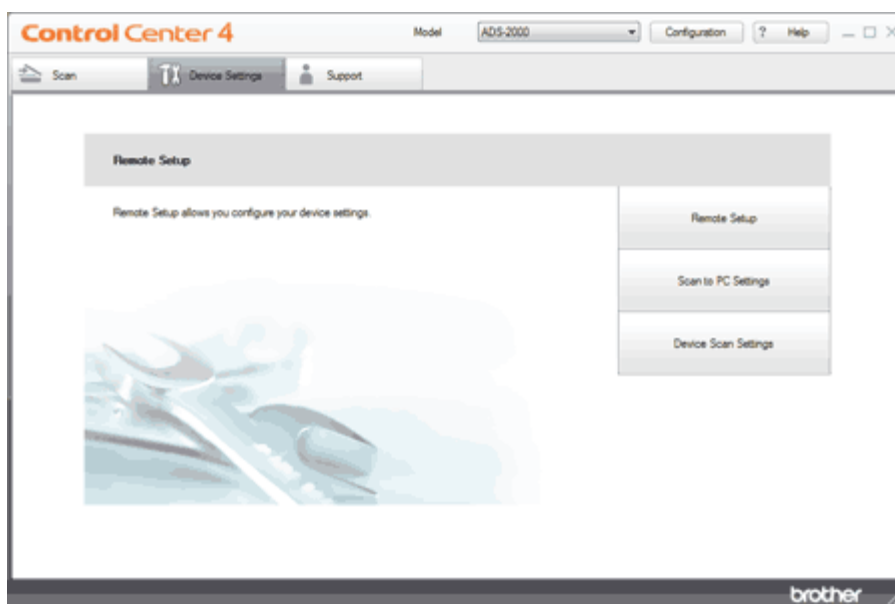 Control Center 4
Model ADS-2000 Configuration ? Help
Scan Device Settings Support
Remote Setup
Remote Setup allows you configure your device settings.
Remote Setup
Scan to PC Settings
Device Scan Settings
brother